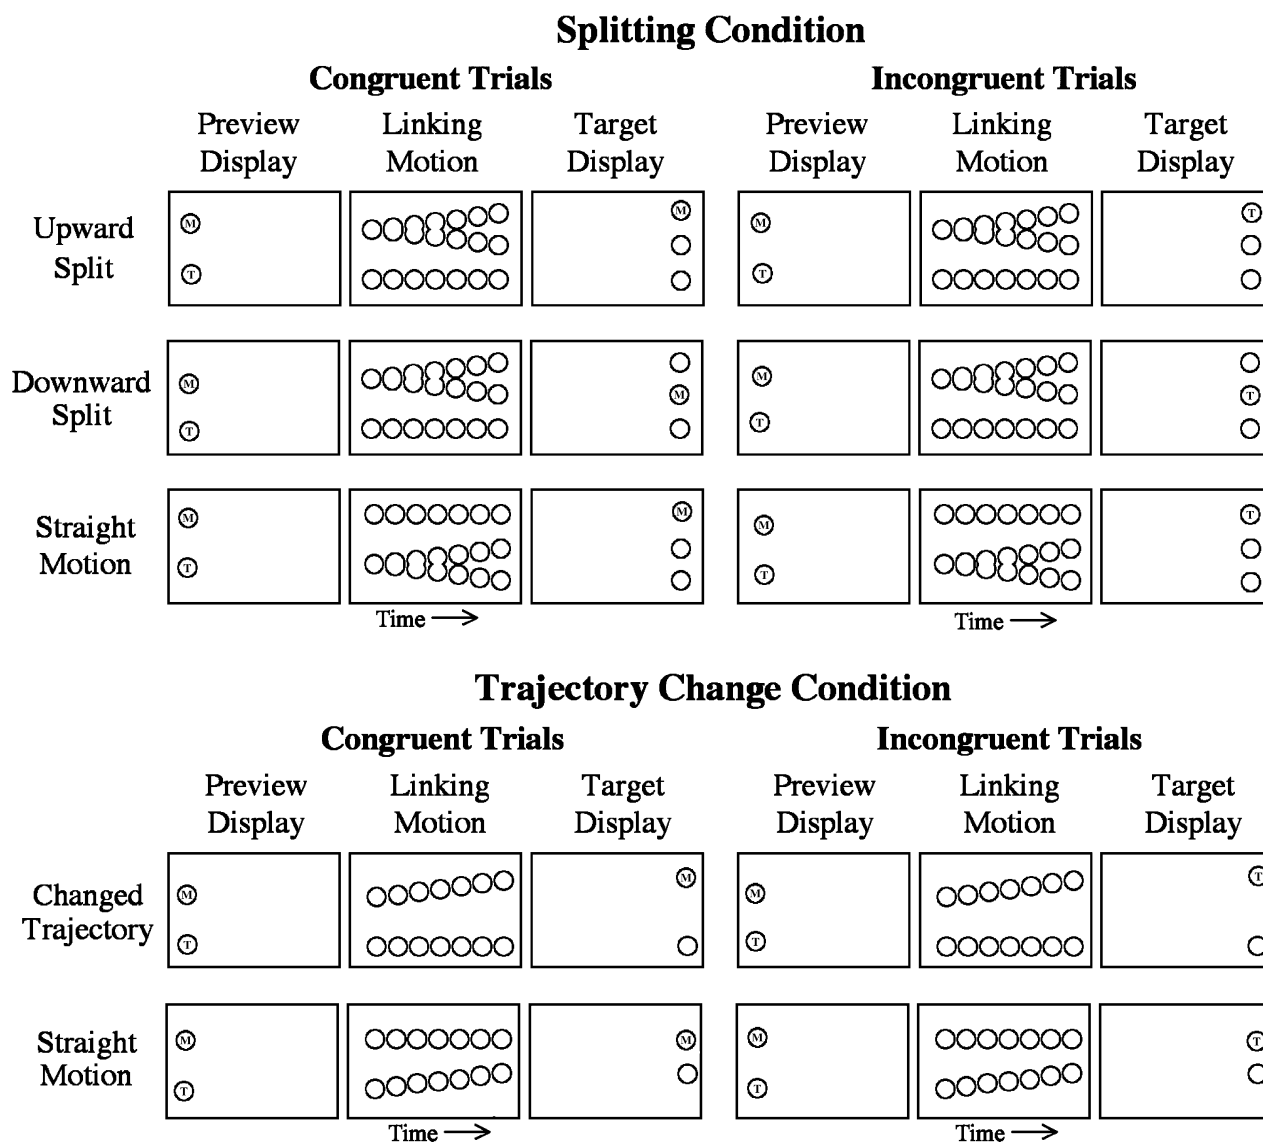 Splitting Condition
Congruent Trials Incongruent Trials
Preview Linking Target Preview Linking Target
Display Motion Display Display Motion Display
Upward
Split
M M M T
T T
Downward
Split
M M M T
T T
Straight
Motion
M M M T
T T
Time Time
Trajectory Change Condition
Congruent Trials Incongruent Trials
Preview Linking Target Preview Linking Target
Display Motion Display Display Motion Display
Changed
Trajectory
M M M T
T T
Straight
Motion
M M M T
T T
Time Time